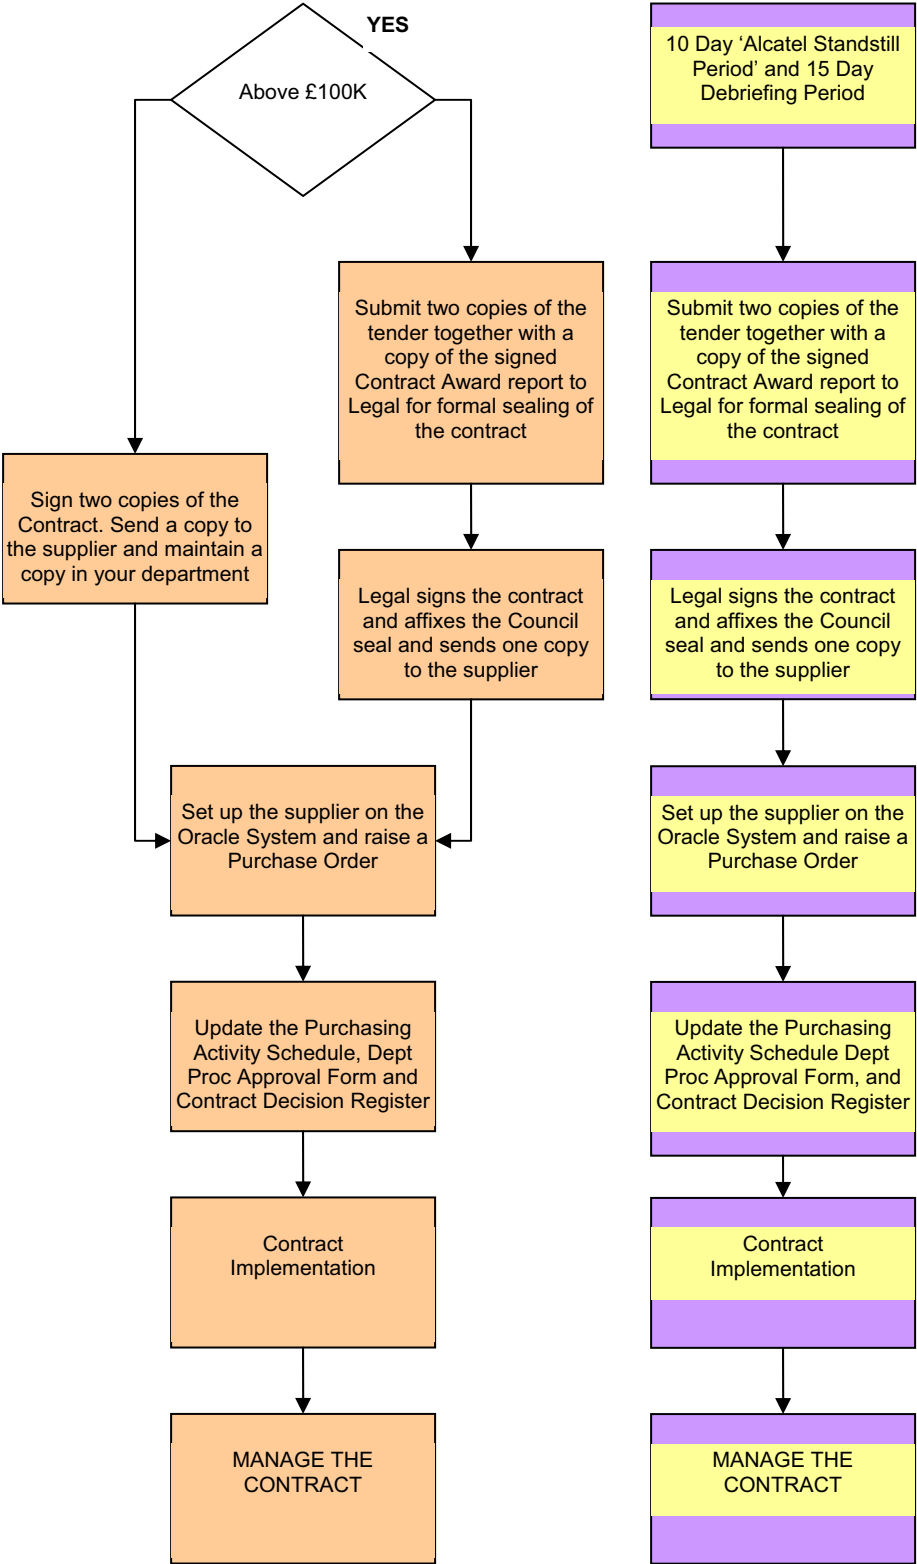 YES
Above £100K
10 Day ‘Alcatel Standstill
Period’ and 15 Day
Debriefing Period
Submit two copies of the
tender together with a
copy of the signed
Contract Award report to
Legal for formal sealing of
the contract
Submit two copies of the
tender together with a
copy of the signed
Contract Award report to
Legal for formal sealing of
the contract
Sign two copies of the
Contract. Send a copy to
the supplier and maintain a
copy in your department
Legal signs the contract
and affixes the Council
seal and sends one copy
to the supplier
Legal signs the contract
and affixes the Council
seal and sends one copy
to the supplier
Set up the supplier on the
Oracle System and raise a
Purchase Order
Set up the supplier on the
Oracle System and raise a
Purchase Order
Update the Purchasing
Activity Schedule, Dept
Proc Approval Form and
Contract Decision Register
Update the Purchasing
Activity Schedule Dept
Proc Approval Form, and
Contract Decision Register
Contract
Implementation
Contract
Implementation
MANAGE THE
CONTRACT
MANAGE THE
CONTRACT